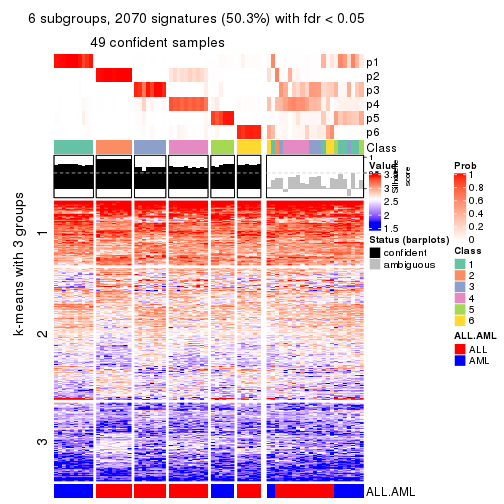 6 subgroups, 2070 signatures (50.3%) with fdr < 0.05
49 confident samples
p1
p2
p3
p4
p5
p6
Class
1
Silhouette
score
k-means with 3 groups
1
2
3
ALL.AML
Value
3
2.5
2
1.5
Status (barplots)
confident
ambiguous
Prob
1
0.8
0.6
0.4
0.2
0
Class
1
2
3
4
5
6
ALL.AML
ALL
AML